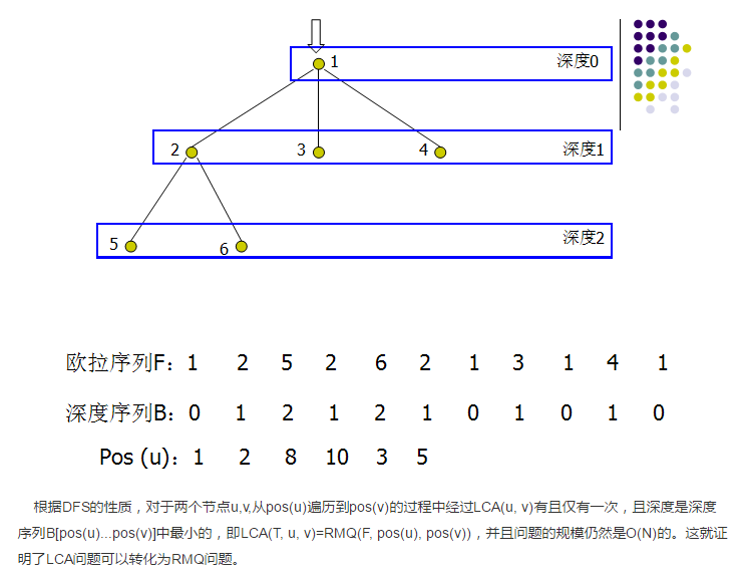 1
深度0
2
3
4
深度1
5
6
深度2
欧拉序列F：1 2 5 2 6 2 1 3 1 4 1
深度序列B：0 1 2 1 2 1 0 1 0 1 0
Pos (u)：1 2 8 10 3 5
根据DFS的性质，对于两个节点u,v,从pos(u)遍历到pos(v)的过程中经过LCA(u, v)有且仅有一次，且深度是深度
序列B[pos(u)...pos(v)]中最小的，即LCA(T, u, v)=RMQ(F, pos(u), pos(v))，并且问题的规模仍然是O(N)的。这就证
明了LCA问题可以转化为RMQ问题。